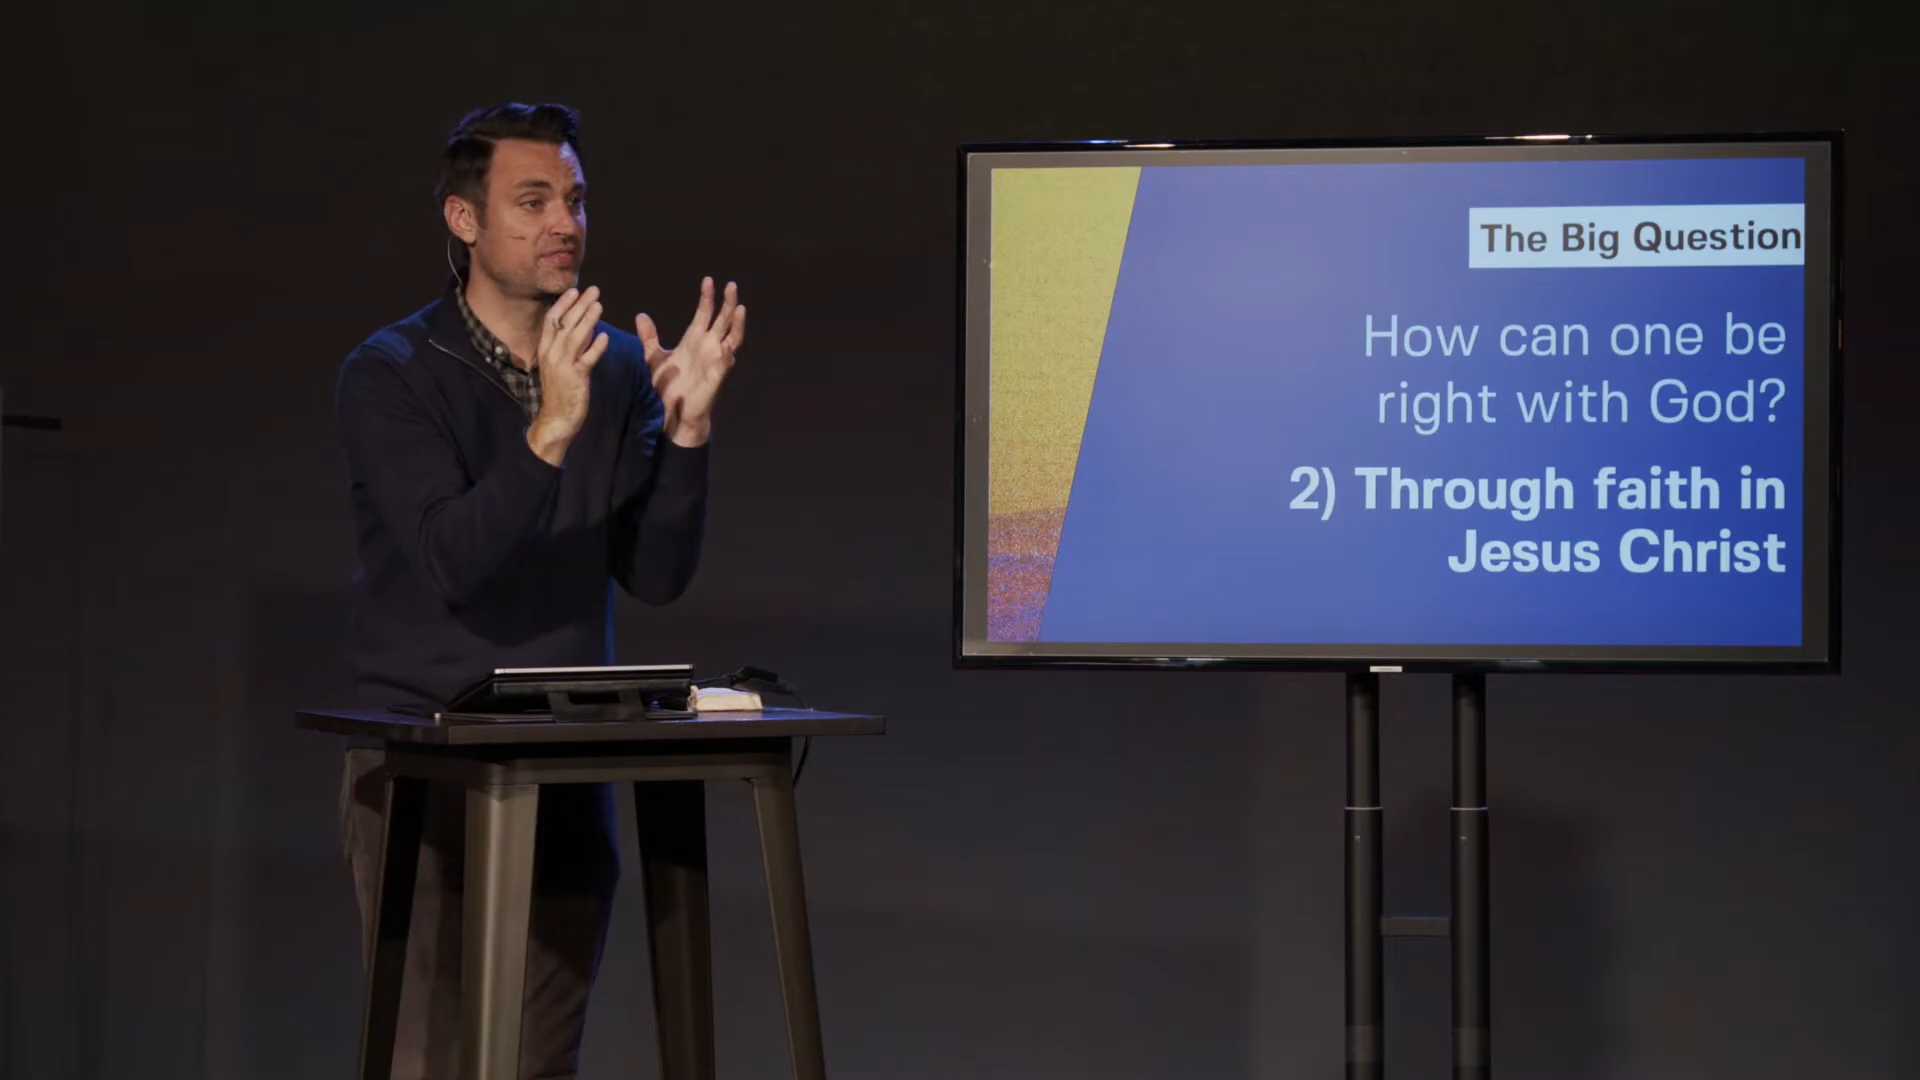 The Big Question
How can one be
right with God?
2) Through faith in
Jesus Christ